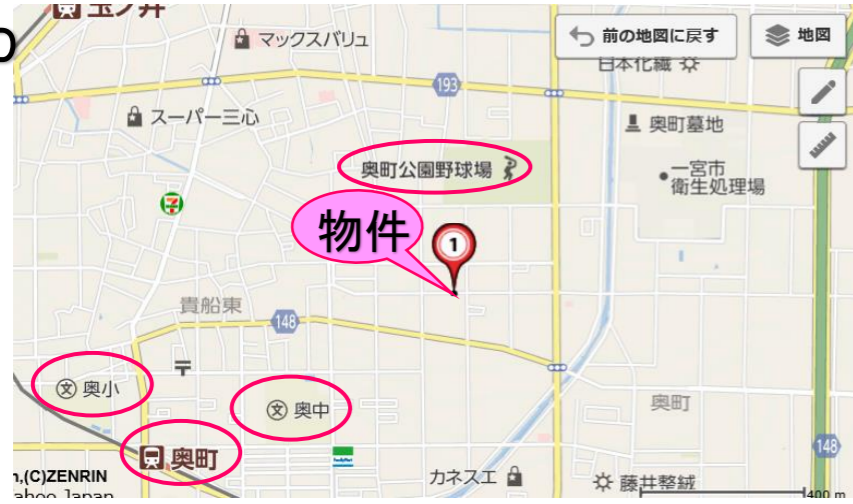 玉ノ井
マックスバリュ
前の地図に戻す
地図
日本化繊
193
スーパー三心
奥町墓地
奥町公園野球場
一宮市
衛生処理場
物件
1
貴船東
148
奥小
奥中
奥町
奥町
148
カネスエ
藤井整絨
n,(C)ZENRIN
ahoo Japan
400 m